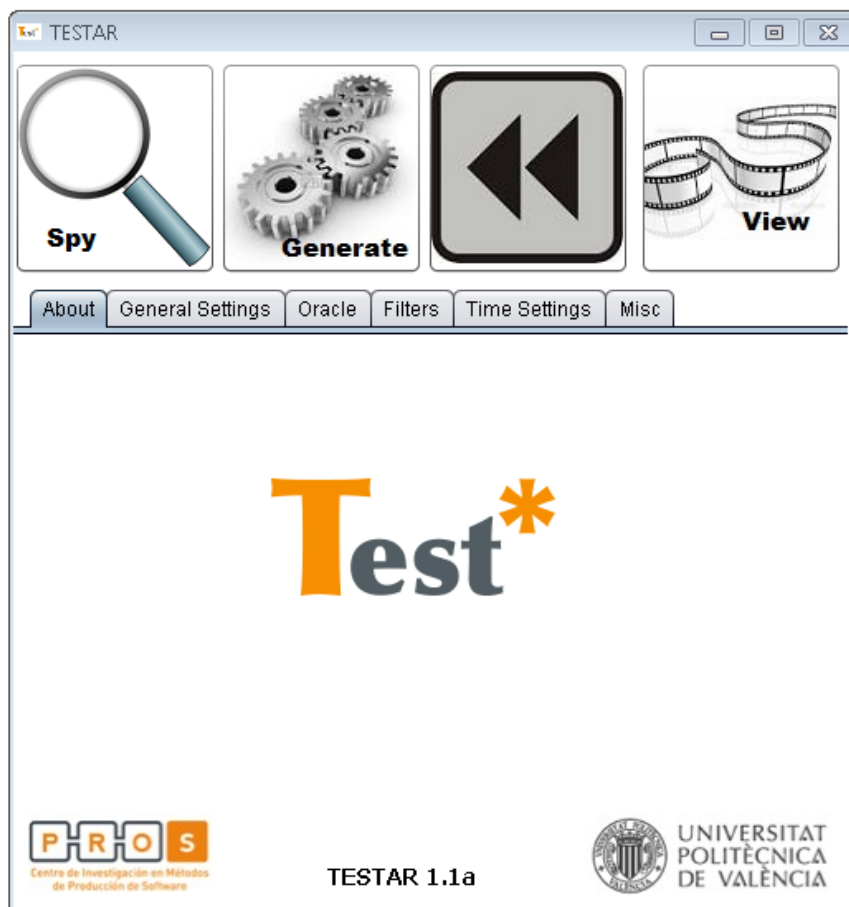 Test* TESTAR
Spy
Generate
View
About General Settings Oracle Filters Time Settings Misc
Test*
PROS
Centro de Investigación en Métodos
de Producción de Software
TESTAR 1.1a
UNIVERSITAT
POLITÈCNICA
DE VALÈNCIA